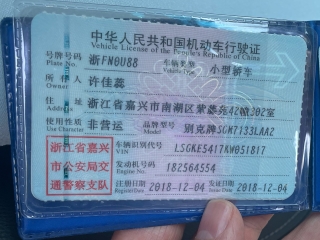 中华人民共和国机动车行驶证
Vehicle License of the People's Republic of China
号牌号码 Plate No. 浙FN0U88 车辆类型 Vehicle Type 小型轿车
所有人 Owner 许佳蕊
住址 Address 浙江省嘉兴市南湖区紫藤苑42幢302室
使用性质 Use Character 非营运 品牌型号 Model 别克牌SGM7133LAA2
浙江省嘉兴市公安局交通警察支队
车辆识别代号 VIN LSGKE5417KW051817
发动机号码 Engine No. 182564554
注册日期 Register Date 2018-12-04 发证日期 Issue Date 2018-12-04